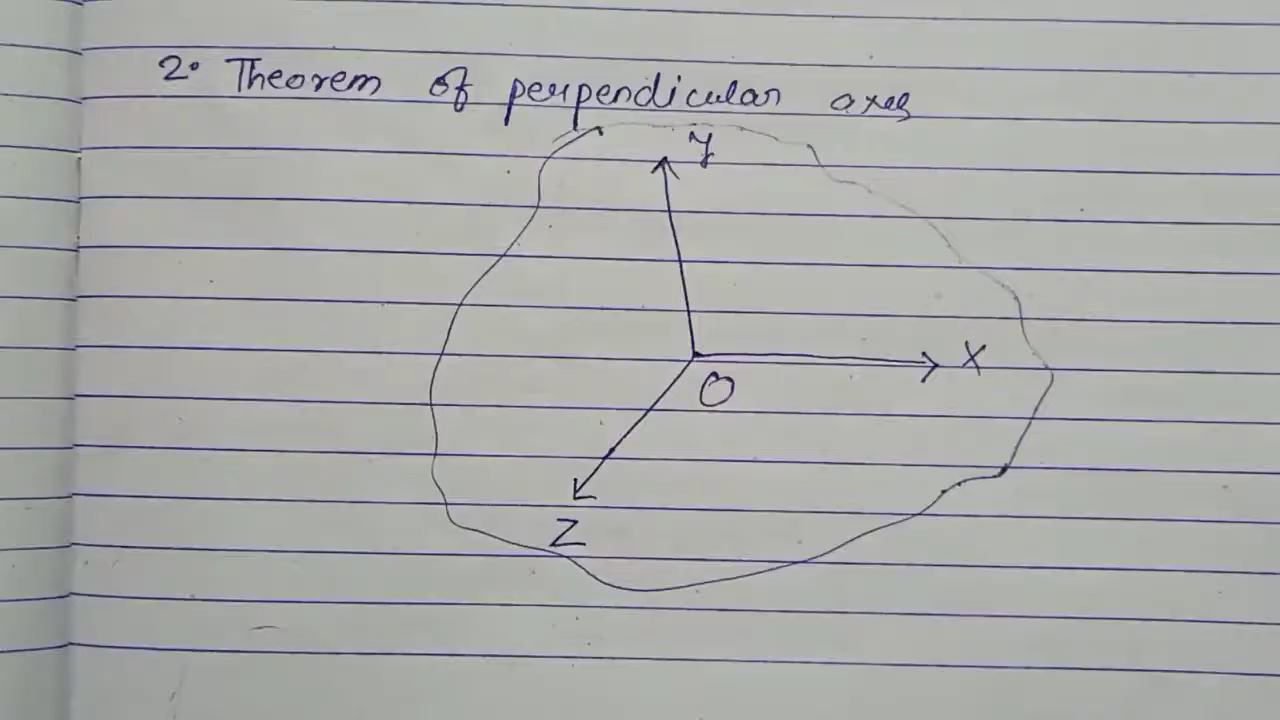 2. Theorem of perpendicular axes
y
X
O
Z